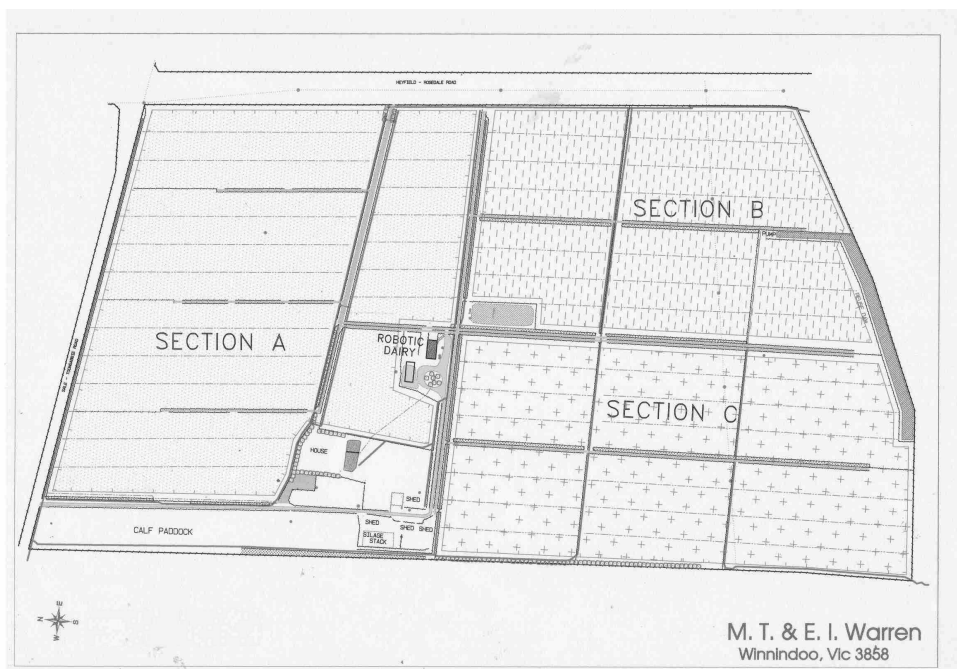 HEYFIELD - ROSEDALE ROAD
SECTION B
PUMP
SECTION A
ROBOTIC
DAIRY
SECTION C
HOUSE
SHED
CALF PADDOCK
SHED
SHED SHED
SILAGE
STACK
N E S W
M. T. & E. I. Warren
Winnindoo, Vic 3858